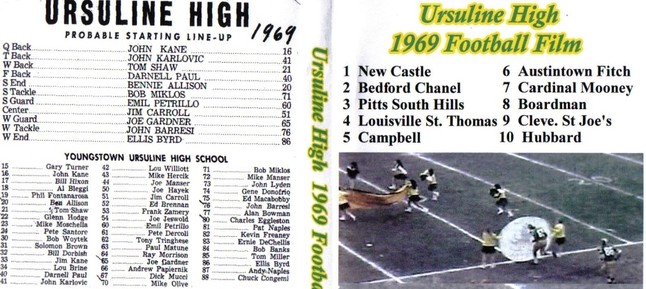 URSULINE HIGH
PROBABLE STARTING LINE-UP
1969
Q Back JOHN KANE 16
T Back JOHN KARLOVIC 41
W Back TOM SHAW 21
F Back DARNELL PAUL 40
S End BENNIE ALLISON 20
S Tackle BOB MIKLOS
S Guard EMIL PETRILLO 60
Center JIM CARROLL 51
W Guard JOE GARDNER 65
W Tackle JOHN BARRESI 76
W End ELLIS BYRD 86
YOUNGSTOWN URSULINE HIGH SCHOOL
15 Gary Turner 42 Lou Williott 71 Bob Miklos
16 John Kane 43 Mike Hercik 72 Mike Manser
17 Bill Hixon 44 Joe Manser 73 John Lyden
18 Al Bleggi 50 Joe Hayek 74 Gene Donofrio
19 Phil Fontanarosa 51 Jim Carroll 75 Ed Macabobby
20 Ben Allison 52 Ed Brennan 76 John Barresi
21 Tom Shaw 53 Frank Zamery 77 Alan Bowman
22 Glenn Hodge 54 Joe Jeswold 80 Charles Eggleston
23 Mike Moschella 60 Emil Petrillo 81 Pat Naples
24 Pete Santoro 61 Pete Deroll 82 Kevin Freaney
30 Bob Woytek 62 Tony Tringhese 83 Ernie DeChellis
31 Solomon Brown 63 Paul Matune 84 Bob Banks
32 Bill Dorbish 64 Ray Morrison 85 Tom Miller
33 Jim Kane 65 Joe Gardner 86 Ellis Byrd
34 Lou Brine 66 Andrew Papiernik 87 Andy Naples
40 Darnell Paul 67 Dick Mucci 88 Chuck Congemi
41 John Karlovic 70 Mike Olive
Ursuline High 1969 Footba
Ursuline High
1969 Football Film
1 New Castle 6 Austintown Fitch
2 Bedford Chanel 7 Cardinal Mooney
3 Pitts South Hills 8 Boardman
4 Louisville St. Thomas 9 Cleve. St Joe's
5 Campbell 10 Hubbard